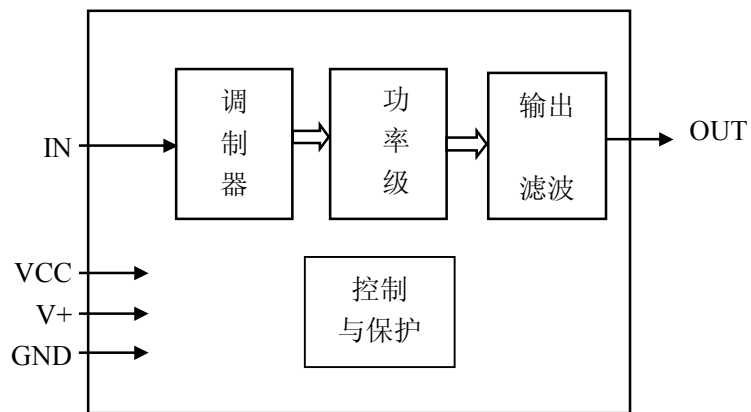 IN
调
制
器
功
率
级
输出
滤波
OUT
VCC
V+
GND
控制
与保护